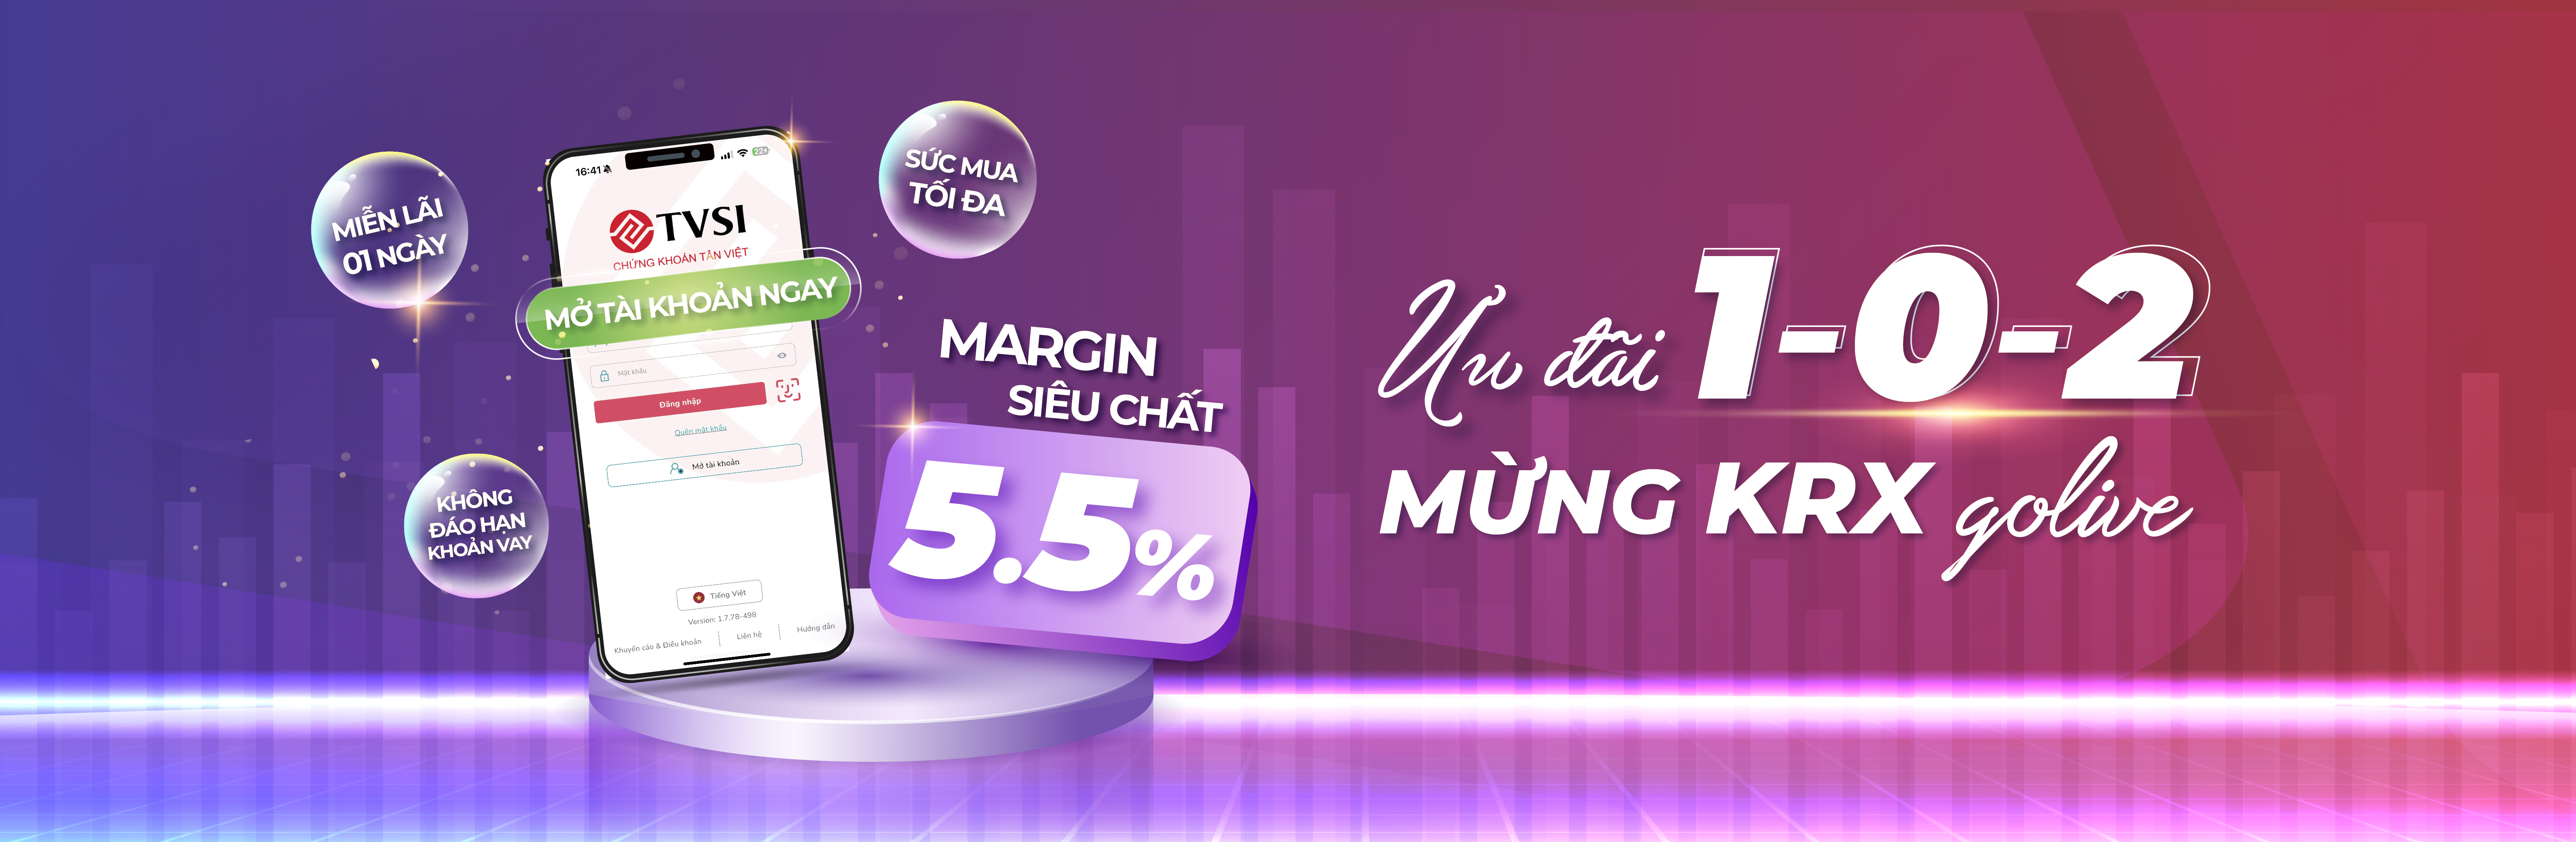 MIỄN LÃI
01 NGÀY
KHÔNG
ĐÁO HẠN
KHOẢN VAY
16:41
22+
TVSI
CHỨNG KHOÁN TÂN VIỆT
MỞ TÀI KHOẢN NGAY
Mật khẩu
Đăng nhập
Quên mật khẩu
Mở tài khoản
Tiếng Việt
Version: 1.7.78-498
Khuyến cáo & Điều khoản
Liên hệ
Hướng dẫn
SỨC MUA
TỐI ĐA
MARGIN
SIÊU CHẤT
5.5%
Ưu đãi 1-0-2
MỪNG KRX golive